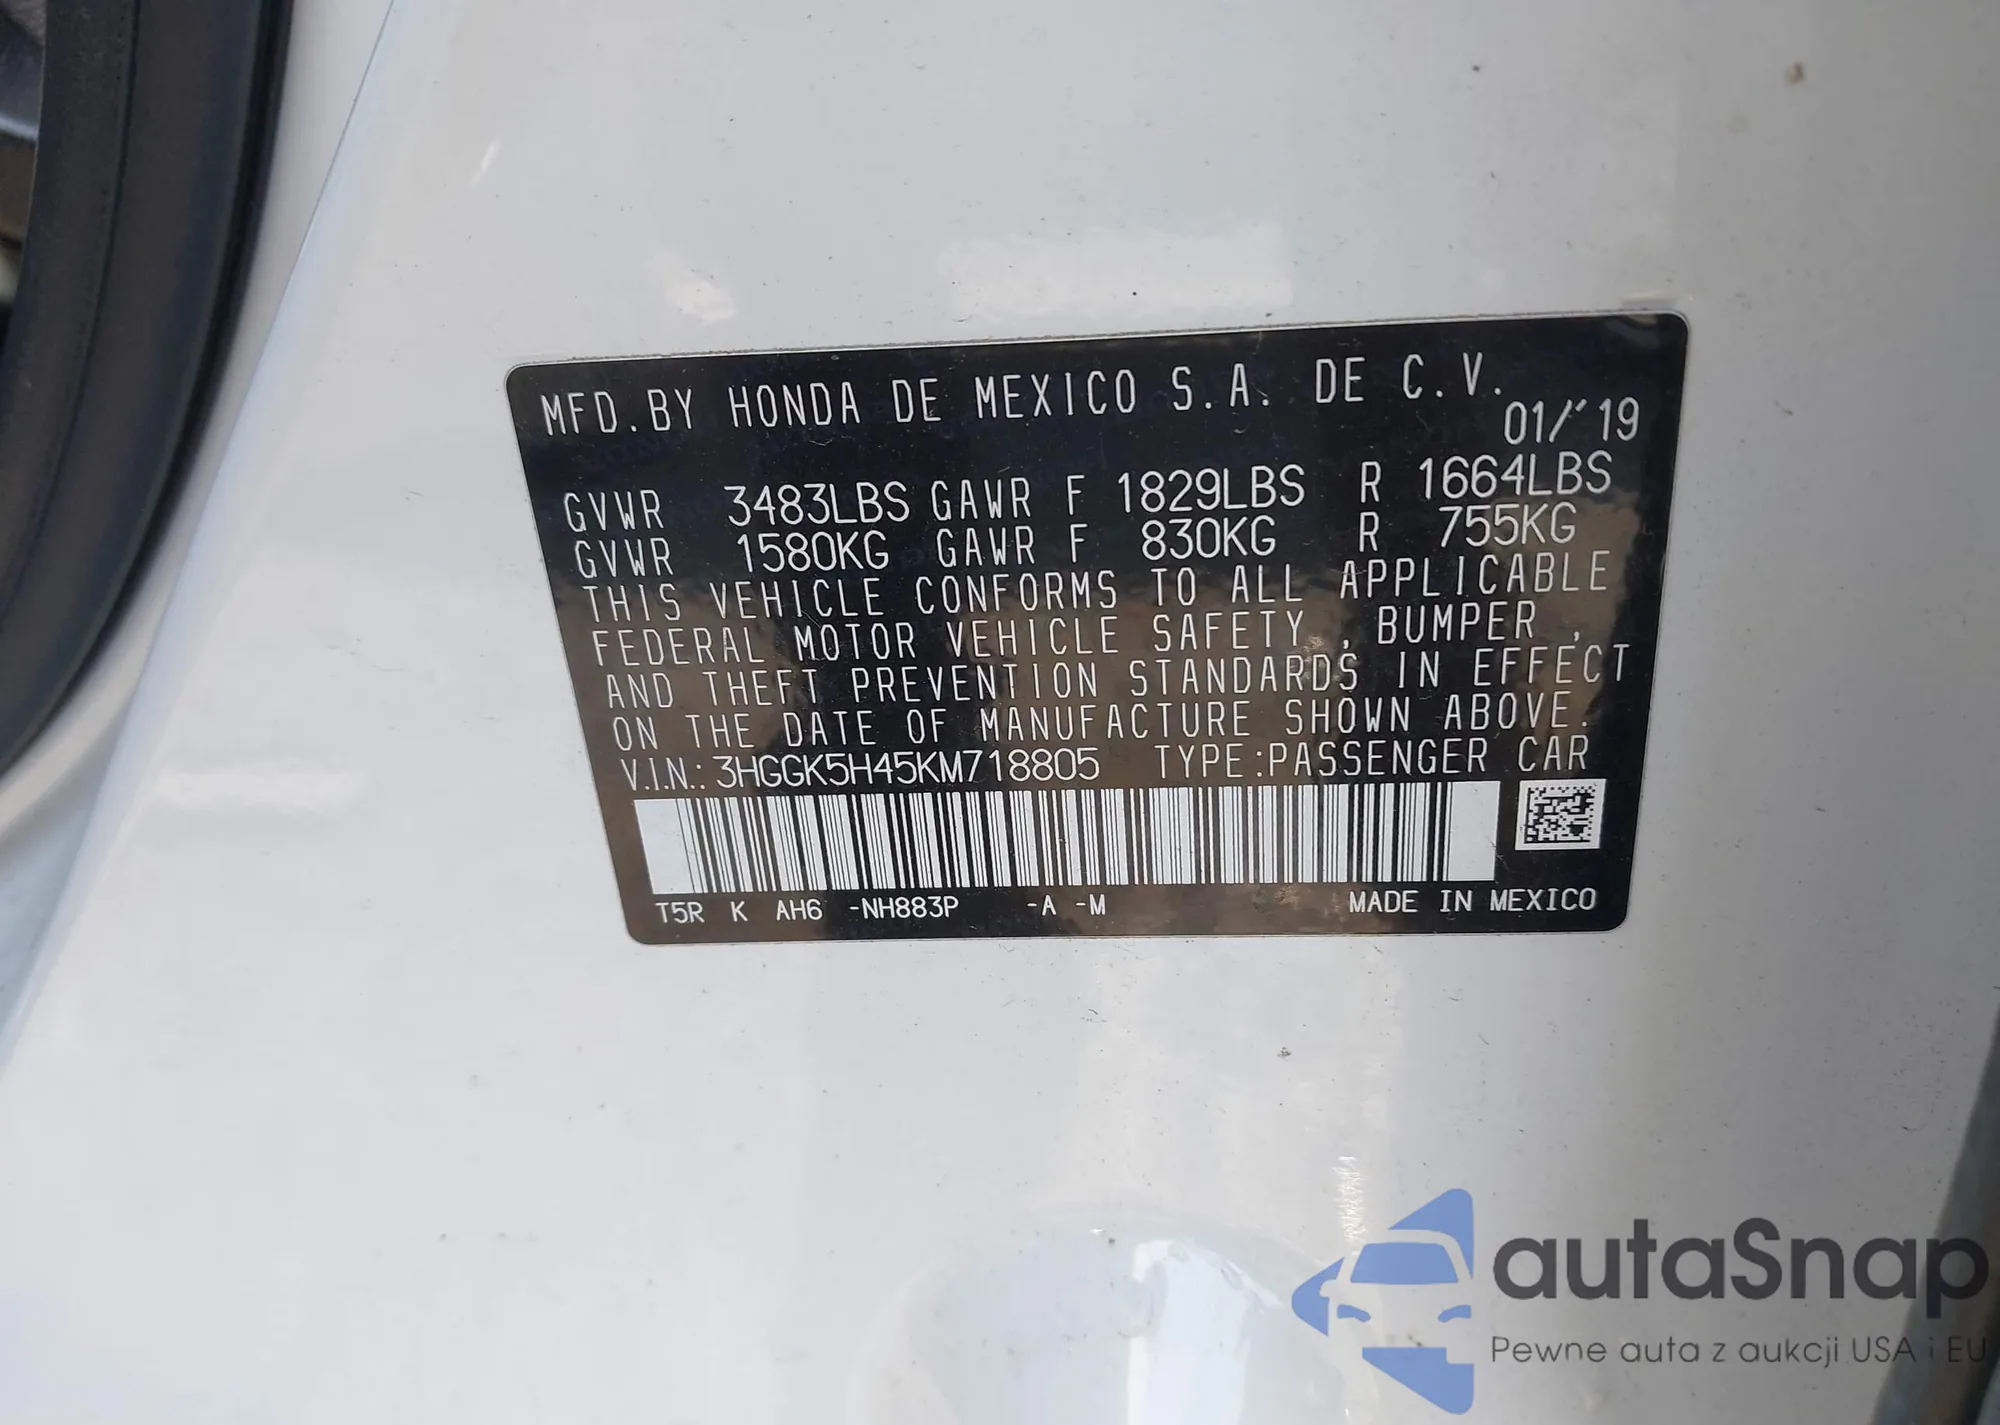 MFD. BY HONDA DE MEXICO S.A. DE C.V.
01/'19
GVWR 3483LBS GAWR F 1829LBS R 1664LBS
GVWR 1580KG GAWR F 830KG R 755KG
THIS VEHICLE CONFORMS TO ALL APPLICABLE
FEDERAL MOTOR VEHICLE SAFETY , BUMPER ,
AND THEFT PREVENTION STANDARDS IN EFFECT
ON THE DATE OF MANUFACTURE SHOWN ABOVE.
V.I.N.: 3HGGK5H45KM718805 TYPE:PASSENGER CAR
T5R K AH6 -NH883P -A -M MADE IN MEXICO
autaSnap
Pewne auta z aukcji USA i EU